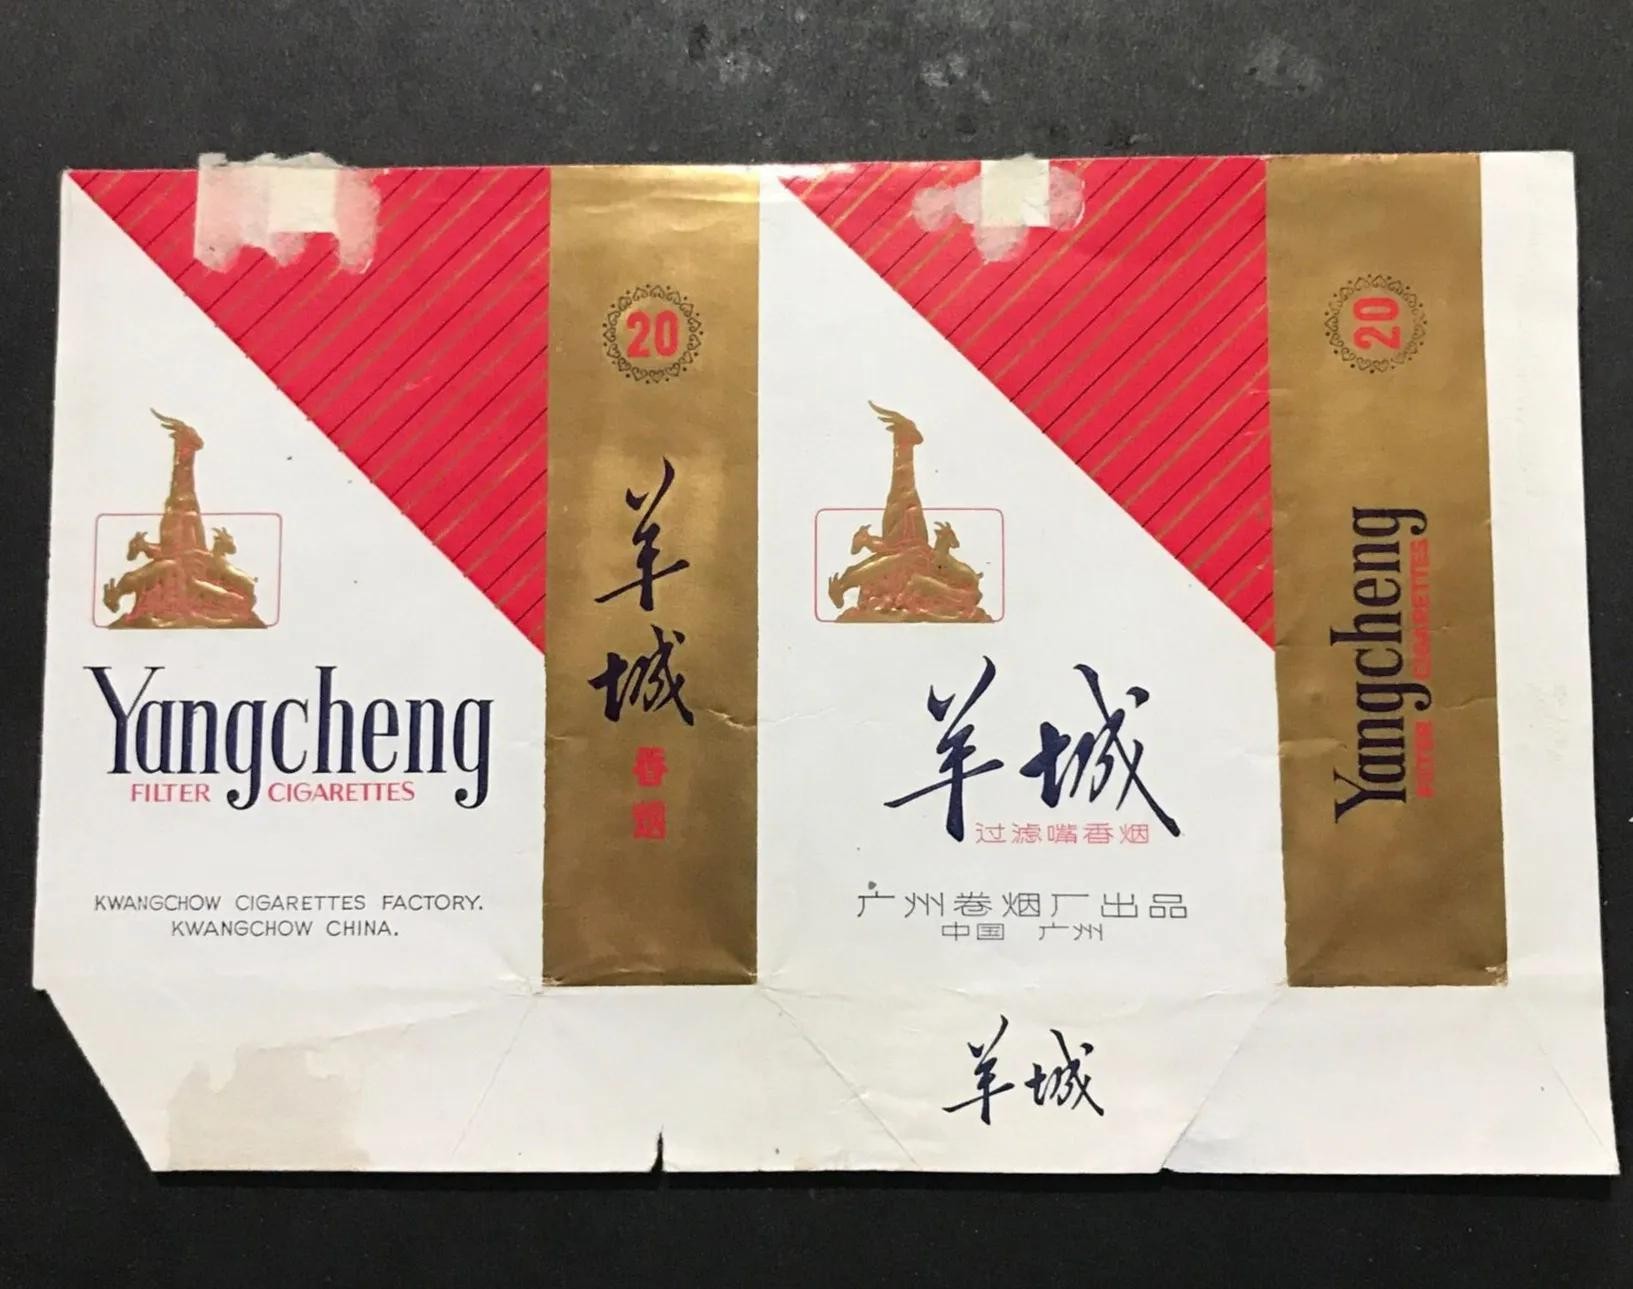 Yangcheng
FILTER CIGARETTES
KWANGCHOW CIGARETTES FACTORY.
KWANGCHOW CHINA.
20
羊城
香烟
羊城
过滤嘴香烟
广州卷烟厂出品
中国 广州
羊城
20
Yangcheng
FILTER CIGARETTES